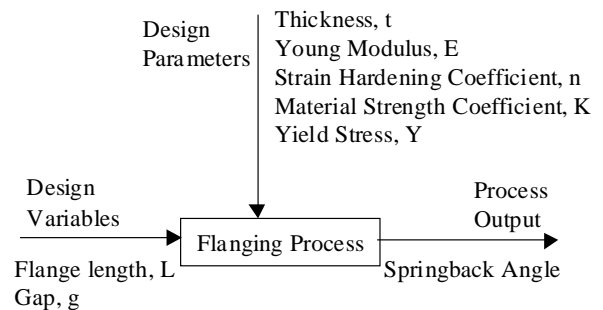 Design
Parameters
Thickness, t
Young Modulus, E
Strain Hardening Coefficient, n
Material Strength Coefficient, K
Yield Stress, Y
Design
Variables
Flange length, L
Gap, g
Flanging Process
Process
Output
Springback Angle